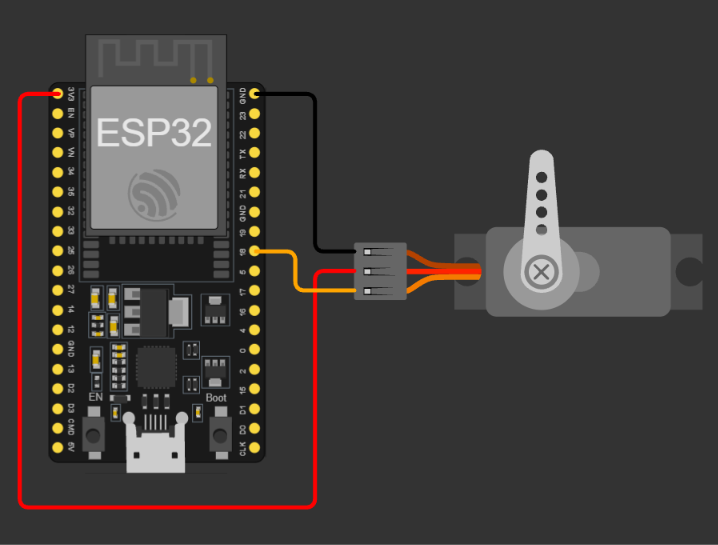 ESP32
3V3
EN
VP
VN
34
35
32
33
25
26
27
14
12
GND
13
D2
D3
CMD
5V
GND
23
22
TX
RX
21
GND
19
18
5
17
16
4
0
2
15
D1
D0
CLK
EN
Boot